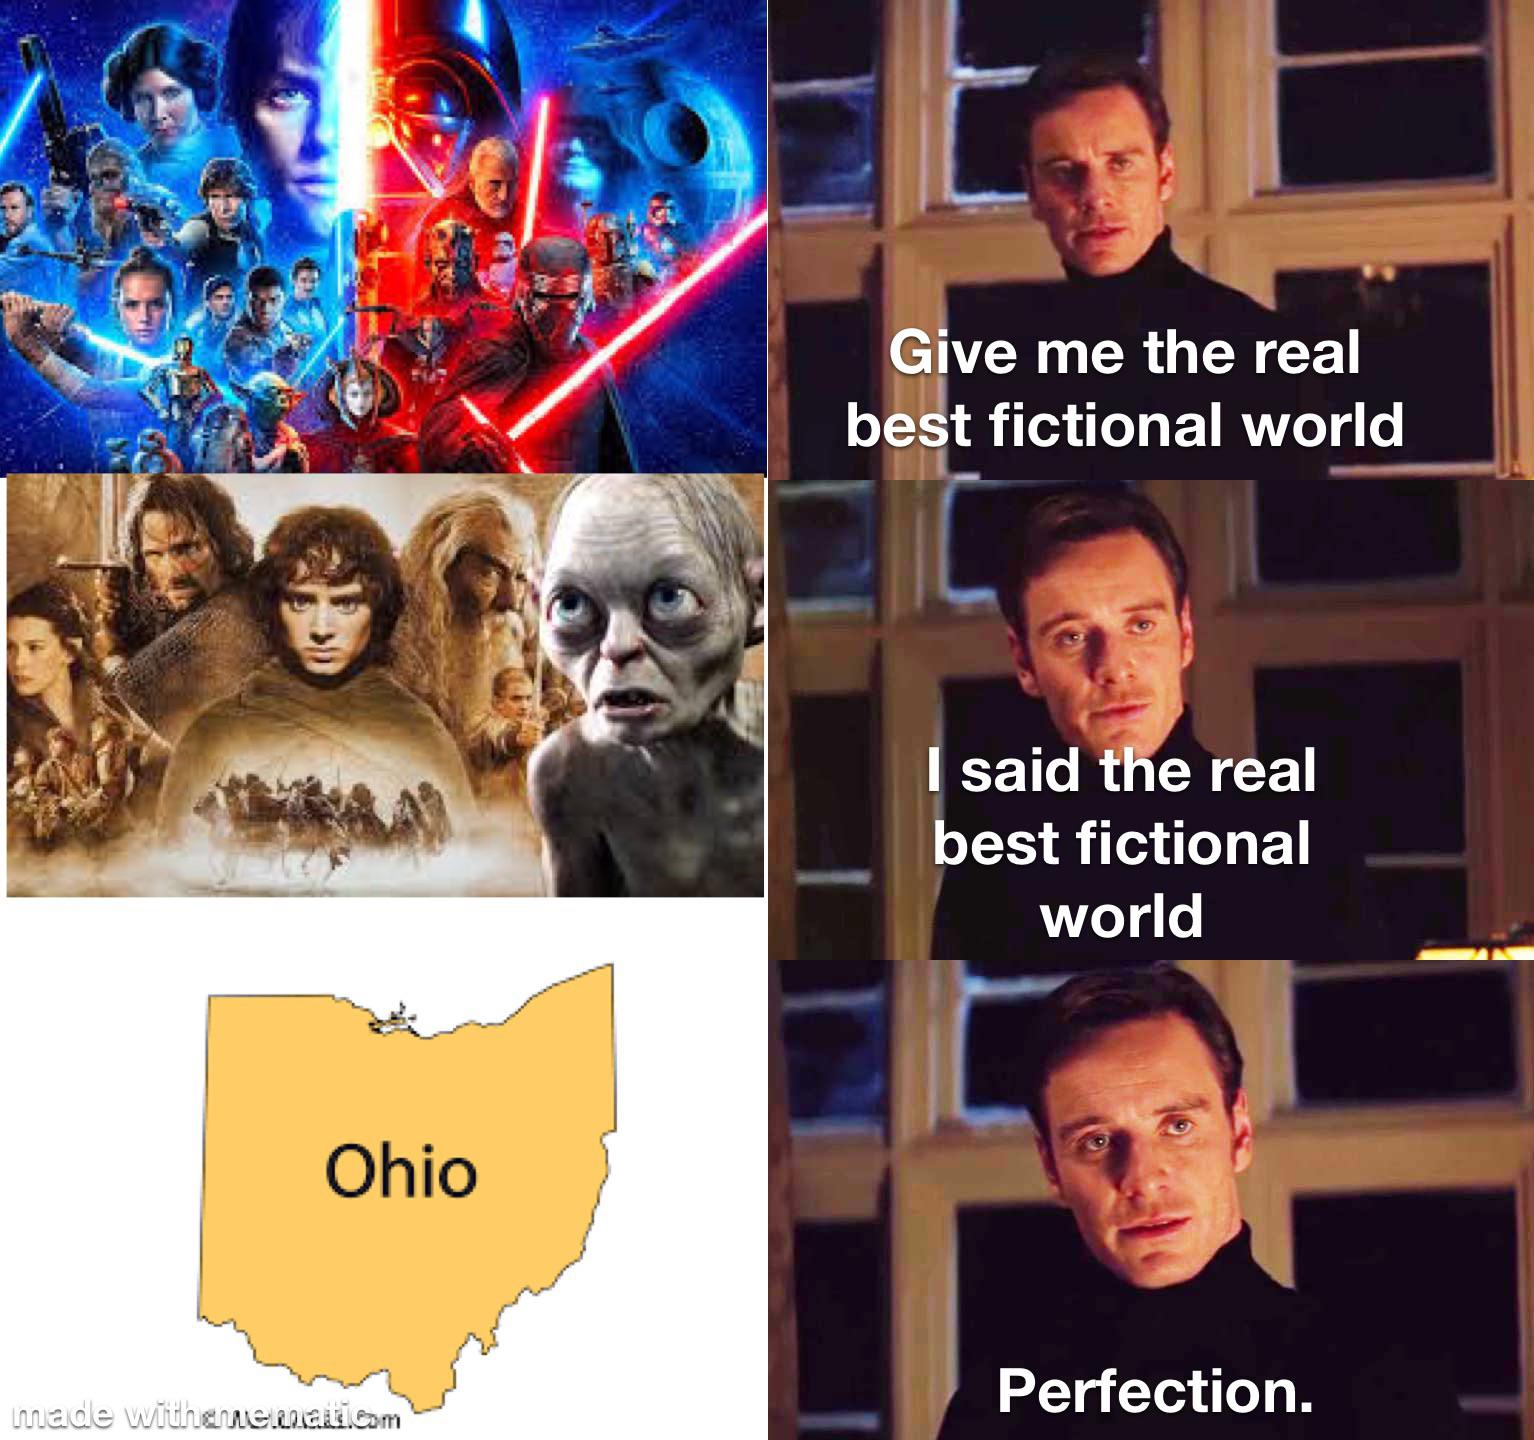 Give me the real
best fictional world
I said the real
best fictional
world
Ohio
Perfection.
made with mematic